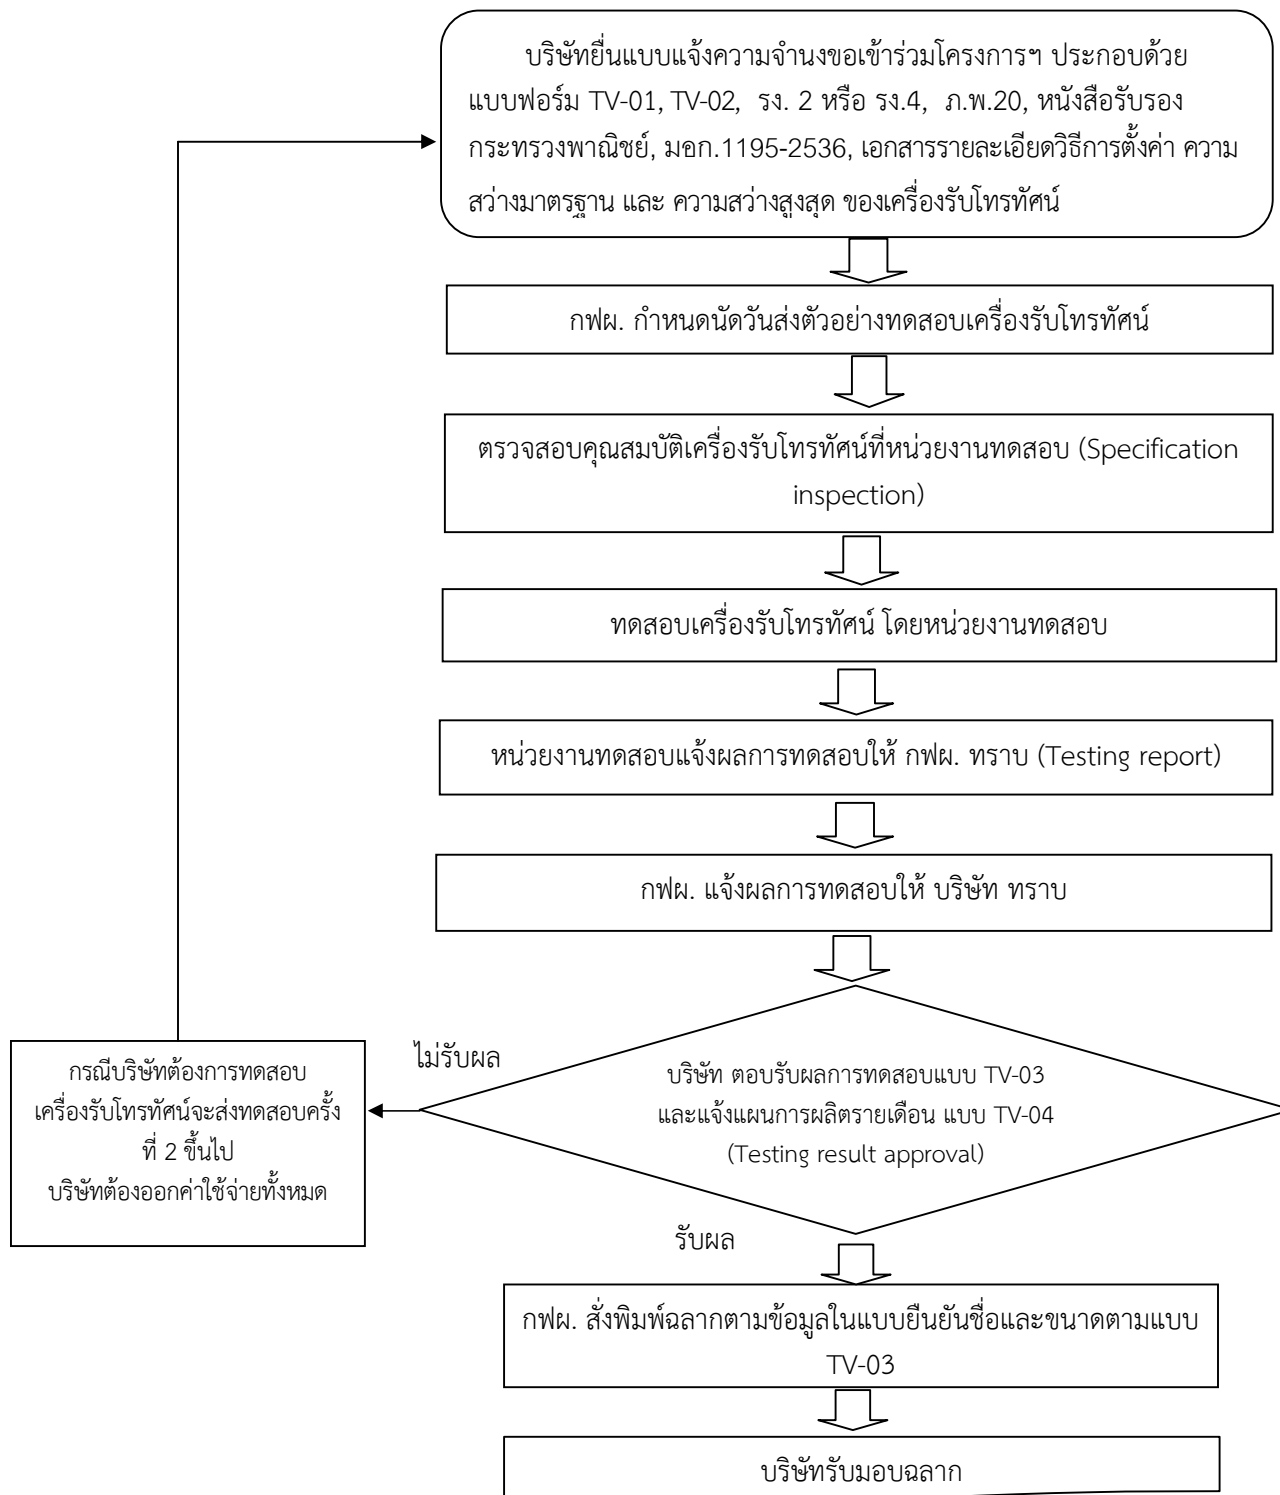 บริษัทยื่นแบบแจ้งความจำนงขอเข้าร่วมโครงการฯ ประกอบด้วย
แบบฟอร์ม TV-01, TV-02, รง. 2 หรือ รง.4, ภ.พ.20, หนังสือรับรอง
กระทรวงพาณิชย์, มอก.1195-2536, เอกสารรายละเอียดวิธีการตั้งค่า ความ
สว่างมาตรฐาน และ ความสว่างสูงสุด ของเครื่องรับโทรทัศน์
กฟผ. กำหนดนัดวันส่งตัวอย่างทดสอบเครื่องรับโทรทัศน์
ตรวจสอบคุณสมบัติเครื่องรับโทรทัศน์ที่หน่วยงานทดสอบ (Specification
inspection)
ทดสอบเครื่องรับโทรทัศน์ โดยหน่วยงานทดสอบ
หน่วยงานทดสอบแจ้งผลการทดสอบให้ กฟผ. ทราบ (Testing report)
กฟผ. แจ้งผลการทดสอบให้ บริษัท ทราบ
บริษัท ตอบรับผลการทดสอบแบบ TV-03
และแจ้งแผนการผลิตรายเดือน แบบ TV-04
(Testing result approval)
ไม่รับผล
กรณีบริษัทต้องการทดสอบ
เครื่องรับโทรทัศน์จะส่งทดสอบครั้ง
ที่ 2 ขึ้นไป
บริษัทต้องออกค่าใช้จ่ายทั้งหมด
รับผล
กฟผ. สั่งพิมพ์ฉลากตามข้อมูลในแบบยืนยันชื่อและขนาดตามแบบ
TV-03
บริษัทรับมอบฉลาก